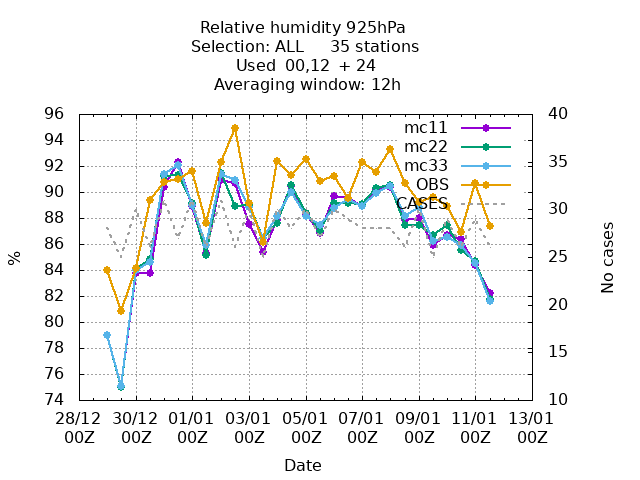 Relative humidity 925hPa
Selection: ALL 35 stations
Used 00,12 + 24
Averaging window: 12h
96
94
92
90
88
86
84
82
80
78
76
74
%
mc11
mc22
mc33
OBS
CASES
40
35
30
25
20
15
10
No cases
28/12 30/12 01/01 03/01 05/01 07/01 09/01 11/01 13/01
00Z 00Z 00Z 00Z 00Z 00Z 00Z 00Z 00Z
Date